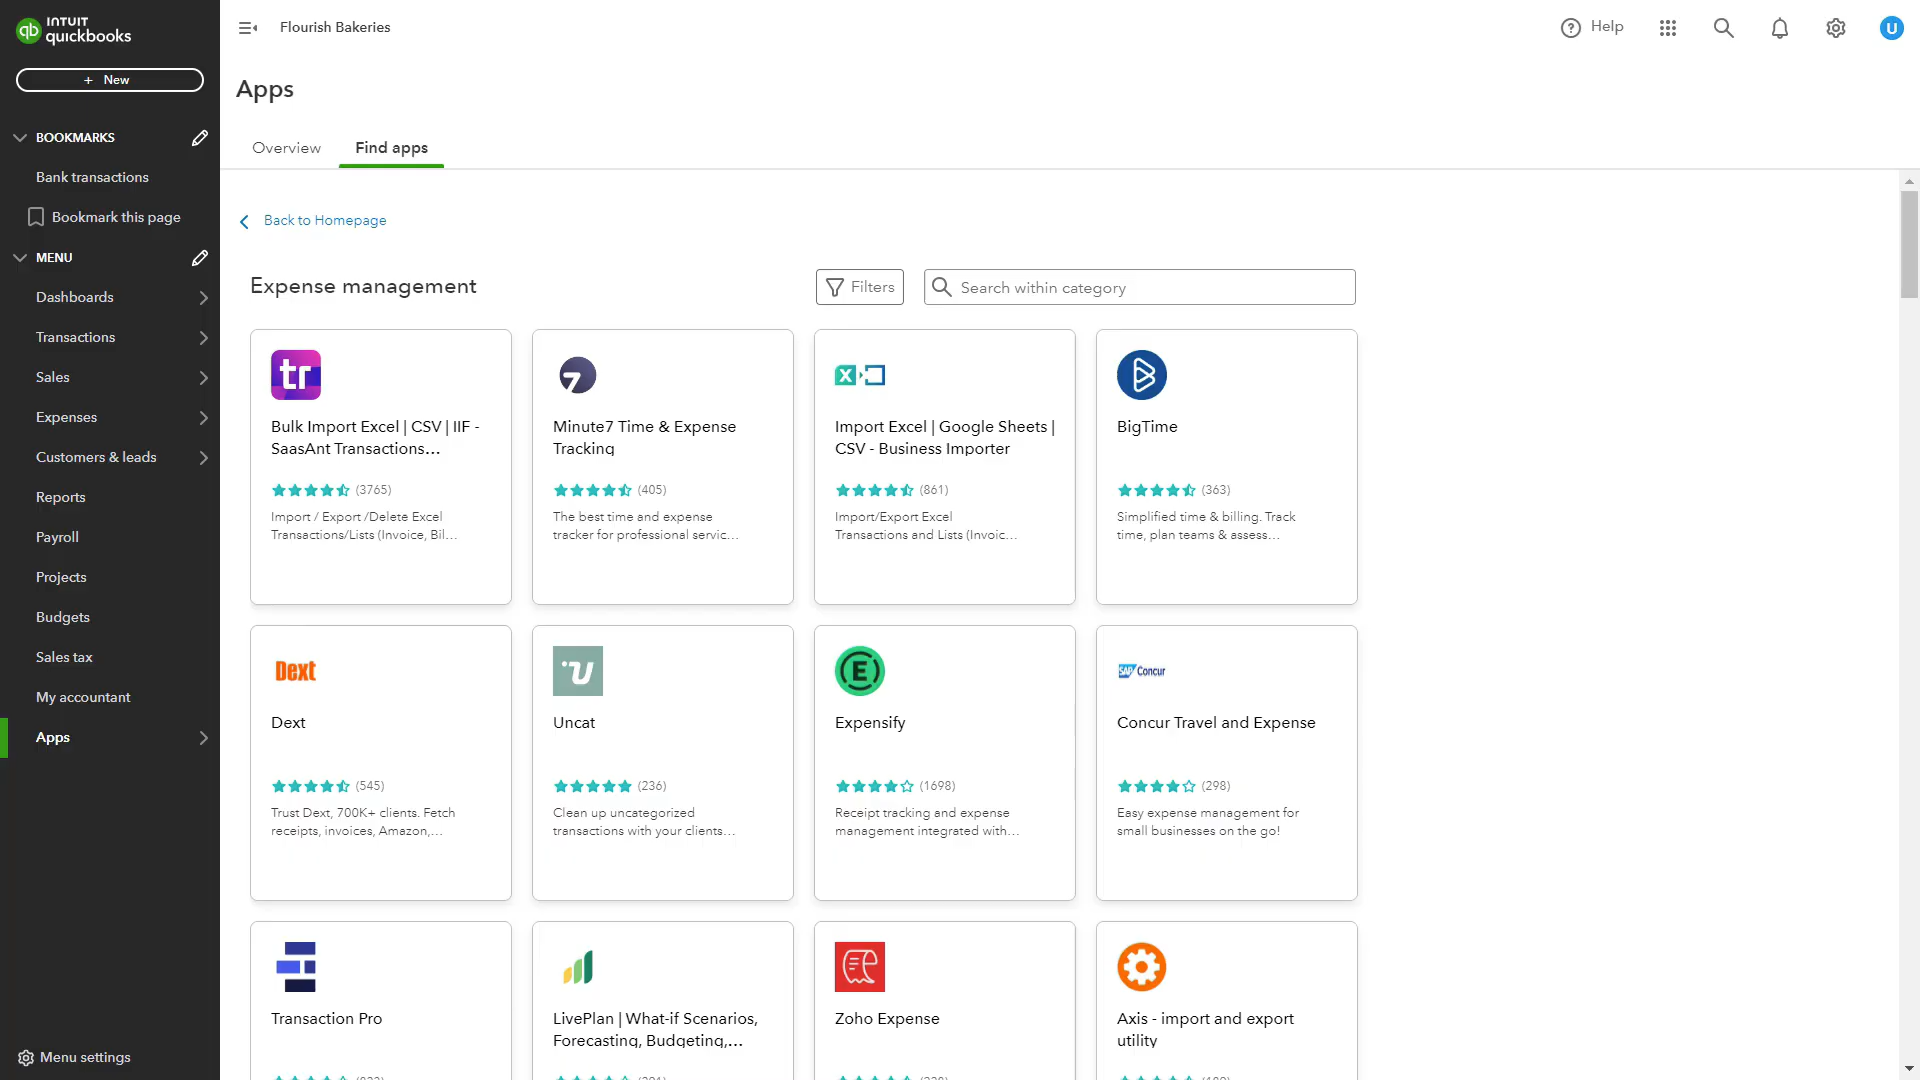 INTUIT
quickbooks
Flourish Bakeries
Help
U
+ New
Apps
Overview
Find apps
BOOKMARKS
Bank transactions
Bookmark this page
MENU
Dashboards
Transactions
Sales
Expenses
Customers & leads
Reports
Payroll
Projects
Budgets
Sales tax
My accountant
Apps
Menu settings
Back to Homepage
Expense management
Filters
Search within category
tr
Bulk Import Excel | CSV | IIF -
SaasAnt Transactions…
(3765)
Import / Export /Delete Excel
Transactions/Lists (Invoice, Bil…
7
Minute7 Time & Expense
Tracking
(405)
The best time and expense
tracker for professional servic…
X
Import Excel | Google Sheets |
CSV - Business Importer
(861)
Import/Export Excel
Transactions and Lists (Invoic…
B
BigTime
(363)
Simplified time & billing. Track
time, plan teams & assess…
Dext
Dext
(545)
Trust Dext, 700K+ clients. Fetch
receipts, invoices, Amazon,…
U
Uncat
(236)
Clean up uncategorized
transactions with your clients…
E
Expensify
(1698)
Receipt tracking and expense
management integrated with…
SAP Concur
Concur Travel and Expense
(298)
Easy expense management for
small businesses on the go!
Transaction Pro
LivePlan | What-if Scenarios,
Forecasting, Budgeting,…
Zoho Expense
Axis - import and export
utility